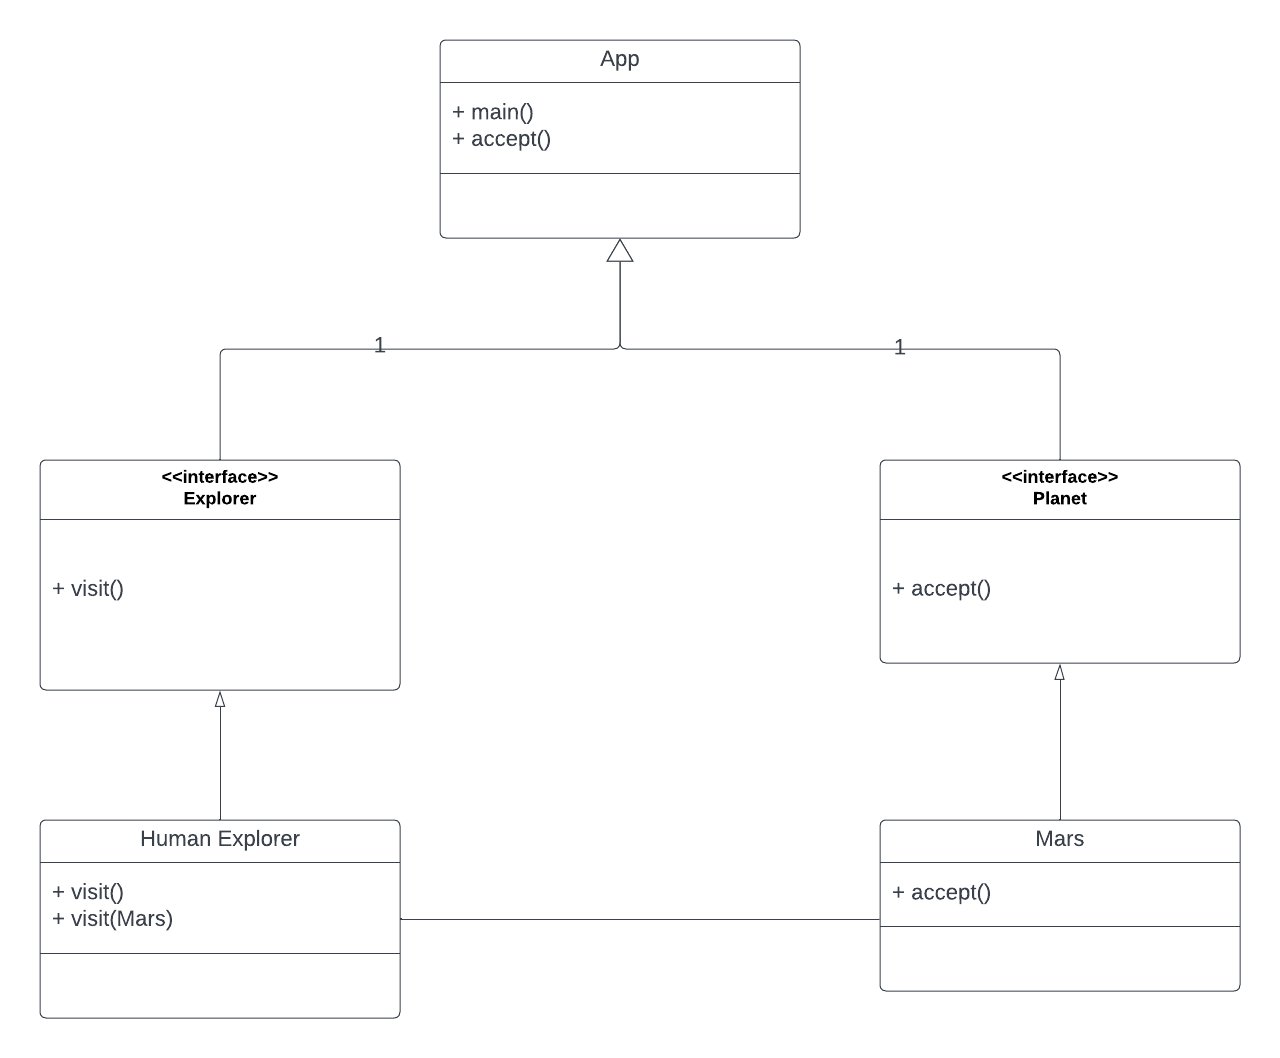 App
+ main()
+ accept()
1
1
<<interface>>
Explorer
+ visit()
<<interface>>
Planet
+ accept()
Human Explorer
+ visit()
+ visit(Mars)
Mars
+ accept()